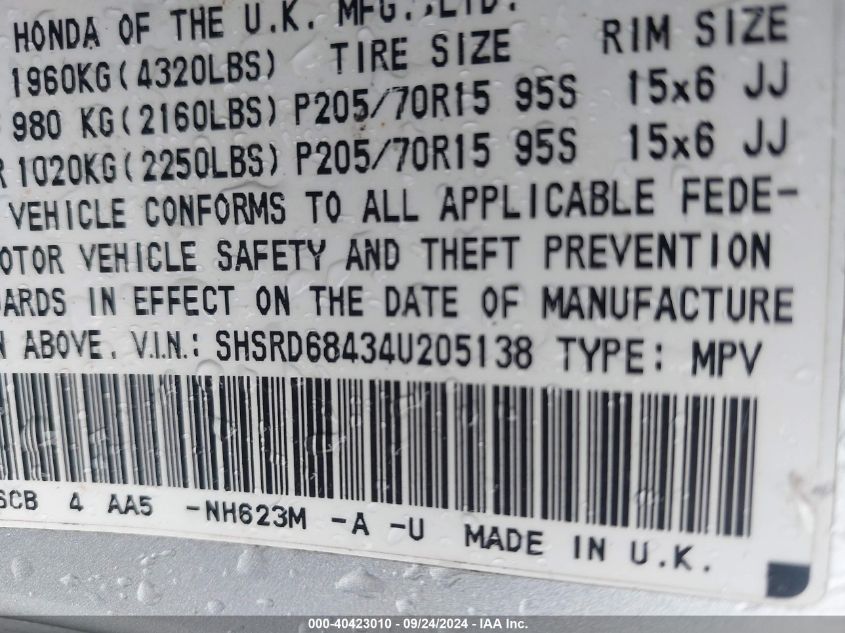 HONDA OF THE U.K. MFG.,LTD.
1960KG(4320LBS) TIRE SIZE RIM SIZE
980 KG(2160LBS) P205/70R15 95S 15x6 JJ
R 1020KG(2250LBS) P205/70R15 95S 15x6 JJ
VEHICLE CONFORMS TO ALL APPLICABLE FEDE-
OTOR VEHICLE SAFETY AND THEFT PREVENTION
ARDS IN EFFECT ON THE DATE OF MANUFACTURE
N ABOVE. V.I.N.: SHSRD68434U205138 TYPE: MPV
SCB 4 AA5 -NH623M -A -U MADE IN U.K.
000-40423010 - 09/24/2024 - IAA Inc.